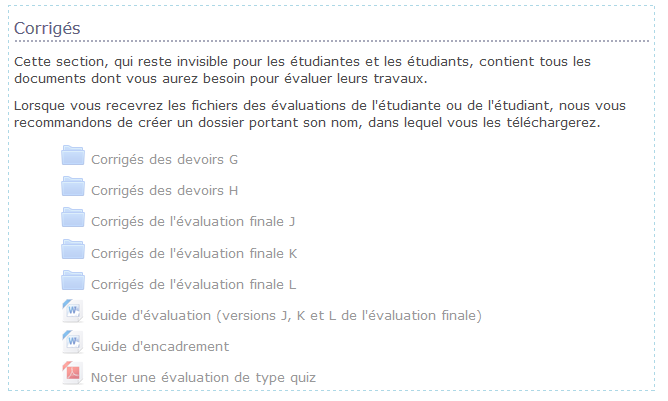 Corrigés
Cette section, qui reste invisible pour les étudiantes et les étudiants, contient tous les
documents dont vous aurez besoin pour évaluer leurs travaux.
Lorsque vous recevrez les fichiers des évaluations de l'étudiante ou de l'étudiant, nous vous
recommandons de créer un dossier portant son nom, dans lequel vous les téléchargerez.
Corrigés des devoirs G
Corrigés des devoirs H
Corrigés de l'évaluation finale J
Corrigés de l'évaluation finale K
Corrigés de l'évaluation finale L
Guide d'évaluation (versions J, K et L de l'évaluation finale)
Guide d'encadrement
Noter une évaluation de type quiz